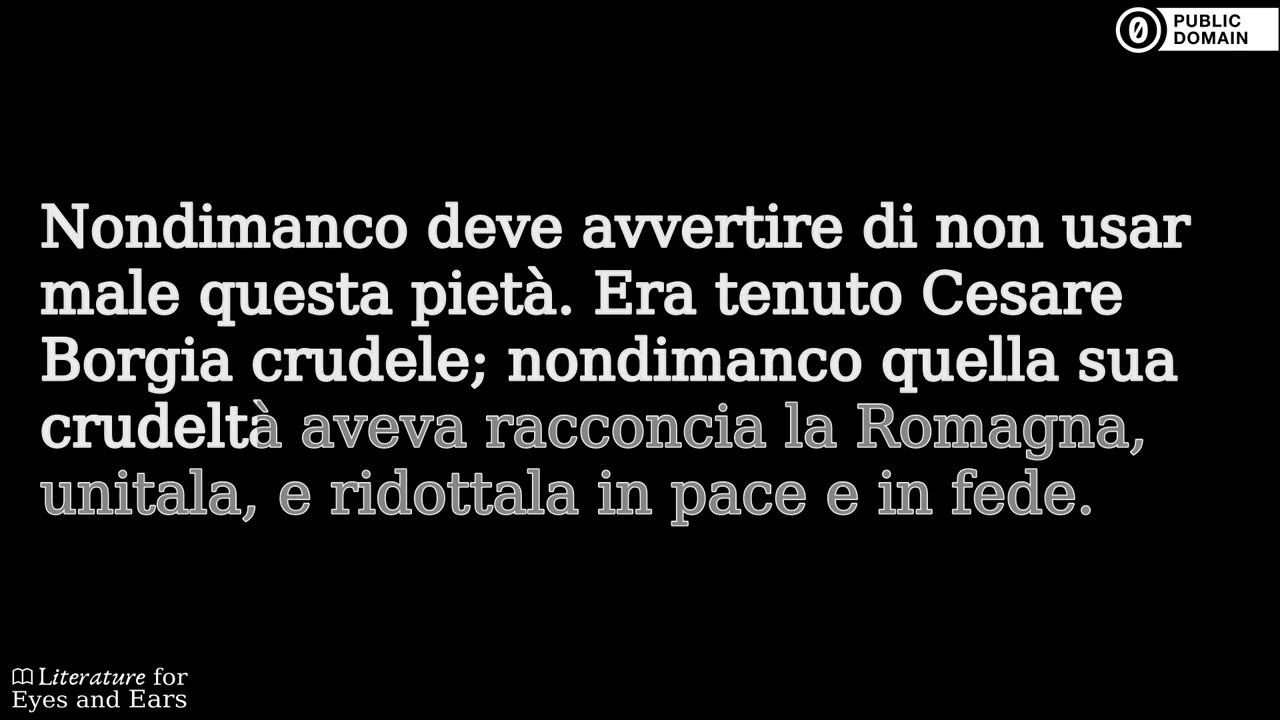 PUBLIC
DOMAIN
Nondimanco deve avvertire di non usar
male questa pietà. Era tenuto Cesare
Borgia crudele; nondimanco quella sua
crudeltà aveva racconcia la Romagna,
unitala, e ridottala in pace e in fede.
Literature for
Eyes and Ears